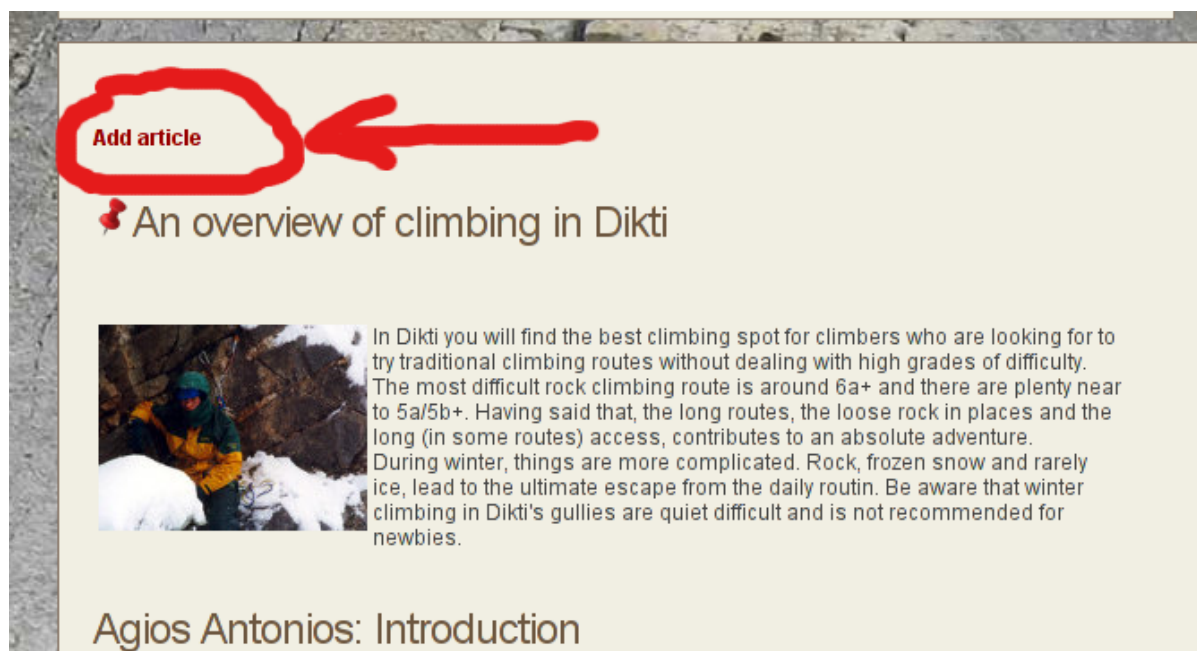 Add article
An overview of climbing in Dikti
In Dikti you will find the best climbing spot for climbers who are looking for to
try traditional climbing routes without dealing with high grades of difficulty.
The most difficult rock climbing route is around 6a+ and there are plenty near
to 5a/5b+. Having said that, the long routes, the loose rock in places and the
long (in some routes) access, contributes to an absolute adventure.
During winter, things are more complicated. Rock, frozen snow and rarely
ice, lead to the ultimate escape from the daily routin. Be aware that winter
climbing in Dikti's gullies are quiet difficult and is not recommended for
newbies.
Agios Antonios: Introduction